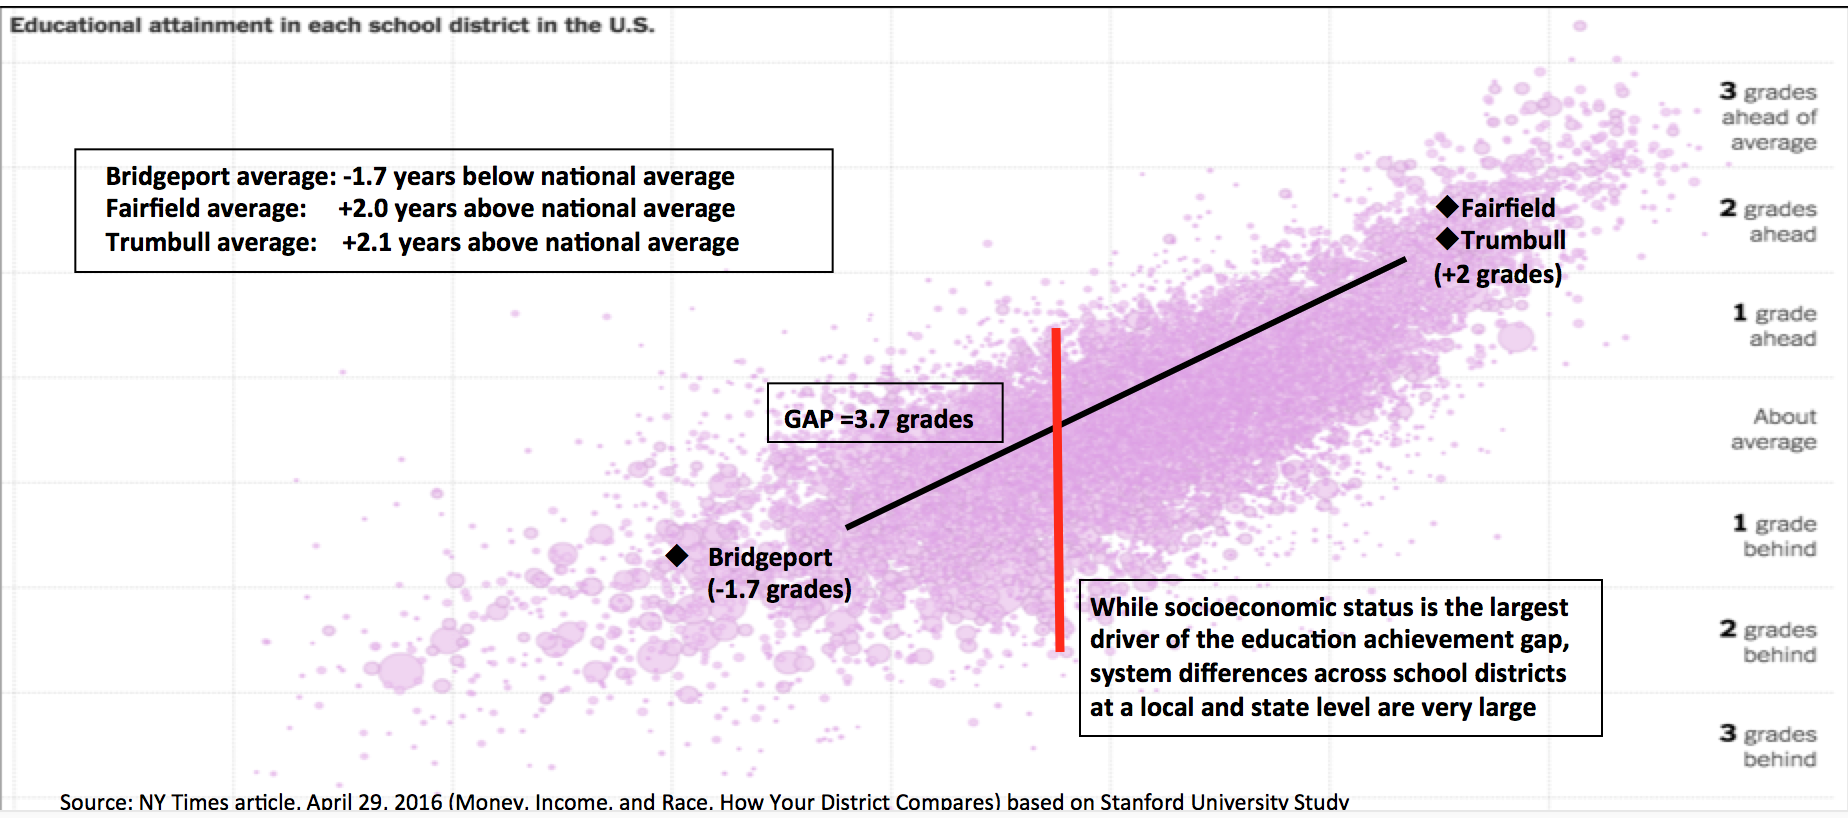 Educational attainment in each school district in the U.S.
Bridgeport average: -1.7 years below national average
Fairfield average: +2.0 years above national average
Trumbull average: +2.1 years above national average
3 grades
ahead of
average
2 grades
ahead
1 grade
ahead
About
average
1 grade
behind
2 grades
behind
3 grades
behind
Fairfield
Trumbull
(+2 grades)
GAP =3.7 grades
Bridgeport
(-1.7 grades)
While socioeconomic status is the largest
driver of the education achievement gap,
system differences across school districts
at a local and state level are very large
Source: NY Times article, April 29, 2016 (Money, Income, and Race, How Your District Compares) based on Stanford University Study